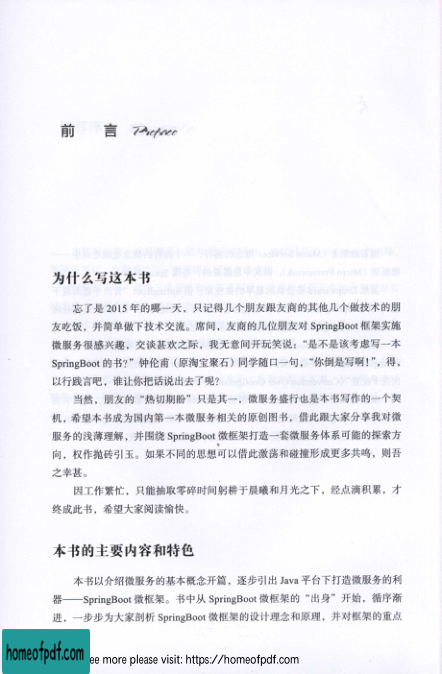 前 言 Preface
为什么写这本书
忘了是 2015 年的哪一天，只记得几个朋友跟友商的其他几个做技术的朋
友吃饭，并简单做下技术交流。席间，友商的几位朋友对 SpringBoot 框架实施
微服务很感兴趣，交谈甚欢之际，我无意间开玩笑说：“是不是该考虑写一本
SpringBoot 的书？”钟伦甫（原淘宝聚石）同学随口一句，“你倒是写啊！”，得，
以行践言吧，谁让你把话说出去了呢？
当然，朋友的“热切期盼”只是其一，微服务盛行也是本书写作的一个契
机，希望本书成为国内第一本微服务相关的原创图书，借此跟大家分享我对微
服务的浅薄理解，并围绕 SpringBoot 微框架打造一套微服务体系可能的探索方
向，权作抛砖引玉。如果不同的思想可以借此激荡和碰撞形成更多共鸣，则吾
之幸甚。
因工作繁忙，只能抽取零碎时间躬耕于晨曦和月光之下，经点滴积累，才
终成此书，希望大家阅读愉快。
本书的主要内容和特色
本书以介绍微服务的基本概念开篇，逐步引出 Java 平台下打造微服务的利
器——SpringBoot 微框架。书中从 SpringBoot 微框架的“出身”开始，循序渐
进，一步步为大家剖析 SpringBoot 微框架的设计理念和原理，并对框架的重点
homeofpdf.com
ee more please visit: https://homeofpdf.com